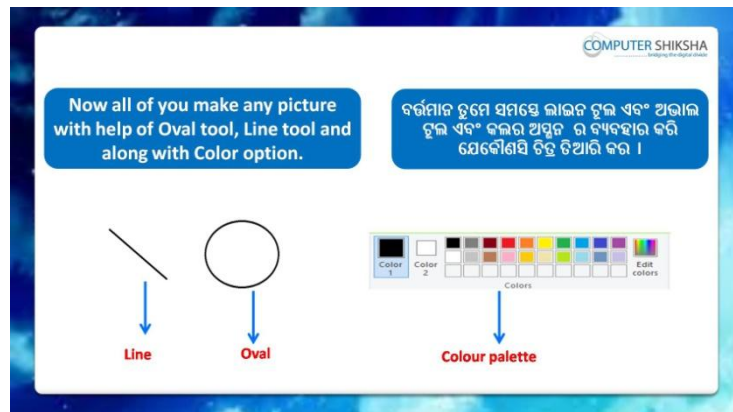 COMPUTER SHIKSHA
bridging the digital divide
Now all of you make any picture
with help of Oval tool, Line tool and
along with Color option.
ବର୍ତ୍ତମାନ ତୁମେ ସମସ୍ତେ ଲାଇନ ଟୁଲ ଏବଂ ଅଭାଲ
ଟୁଲ ଏବଂ କଲର ଅପ୍ସନ ର ବ୍ୟବହାର କରି
ଯେକୌଣସି ଚିତ୍ର ତିଆରି କର ।
Color
1
Color
2
Edit
colors
Colors
Line
Oval
Colour palette